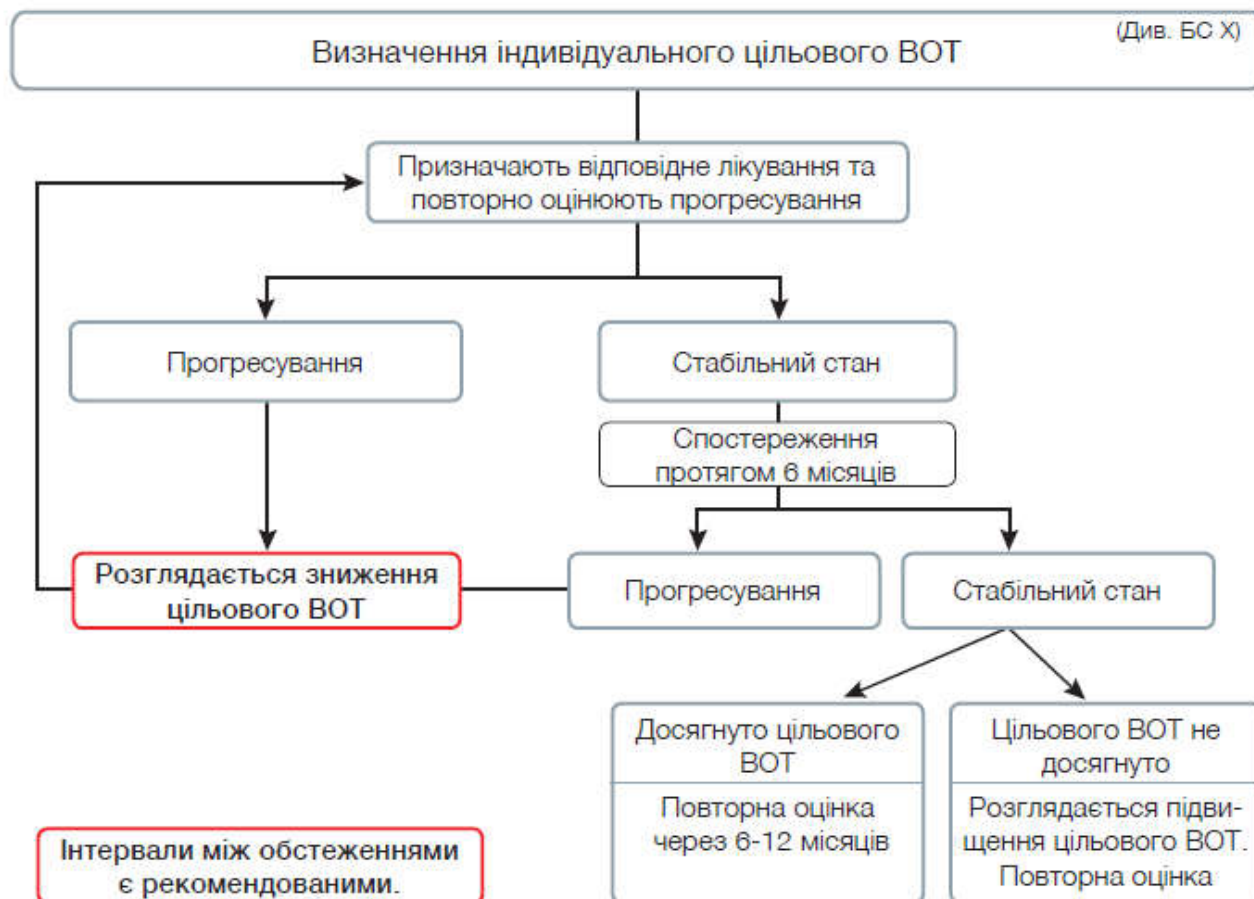 (Див. БС X)
Визначення індивідуального цільового ВОТ
Призначають відповідне лікування та
повторно оцінюють прогресування
Прогресування
Стабільний стан
Спостереження
протягом 6 місяців
Розглядається зниження
цільового ВОТ
Прогресування
Стабільний стан
Досягнуто цільового
ВОТ
Повторна оцінка
через 6-12 місяців
Цільового ВОТ не
досягнуто
Розглядається підви-
щення цільового ВОТ.
Повторна оцінка
Інтервали між обстеженнями
є рекомендованими.